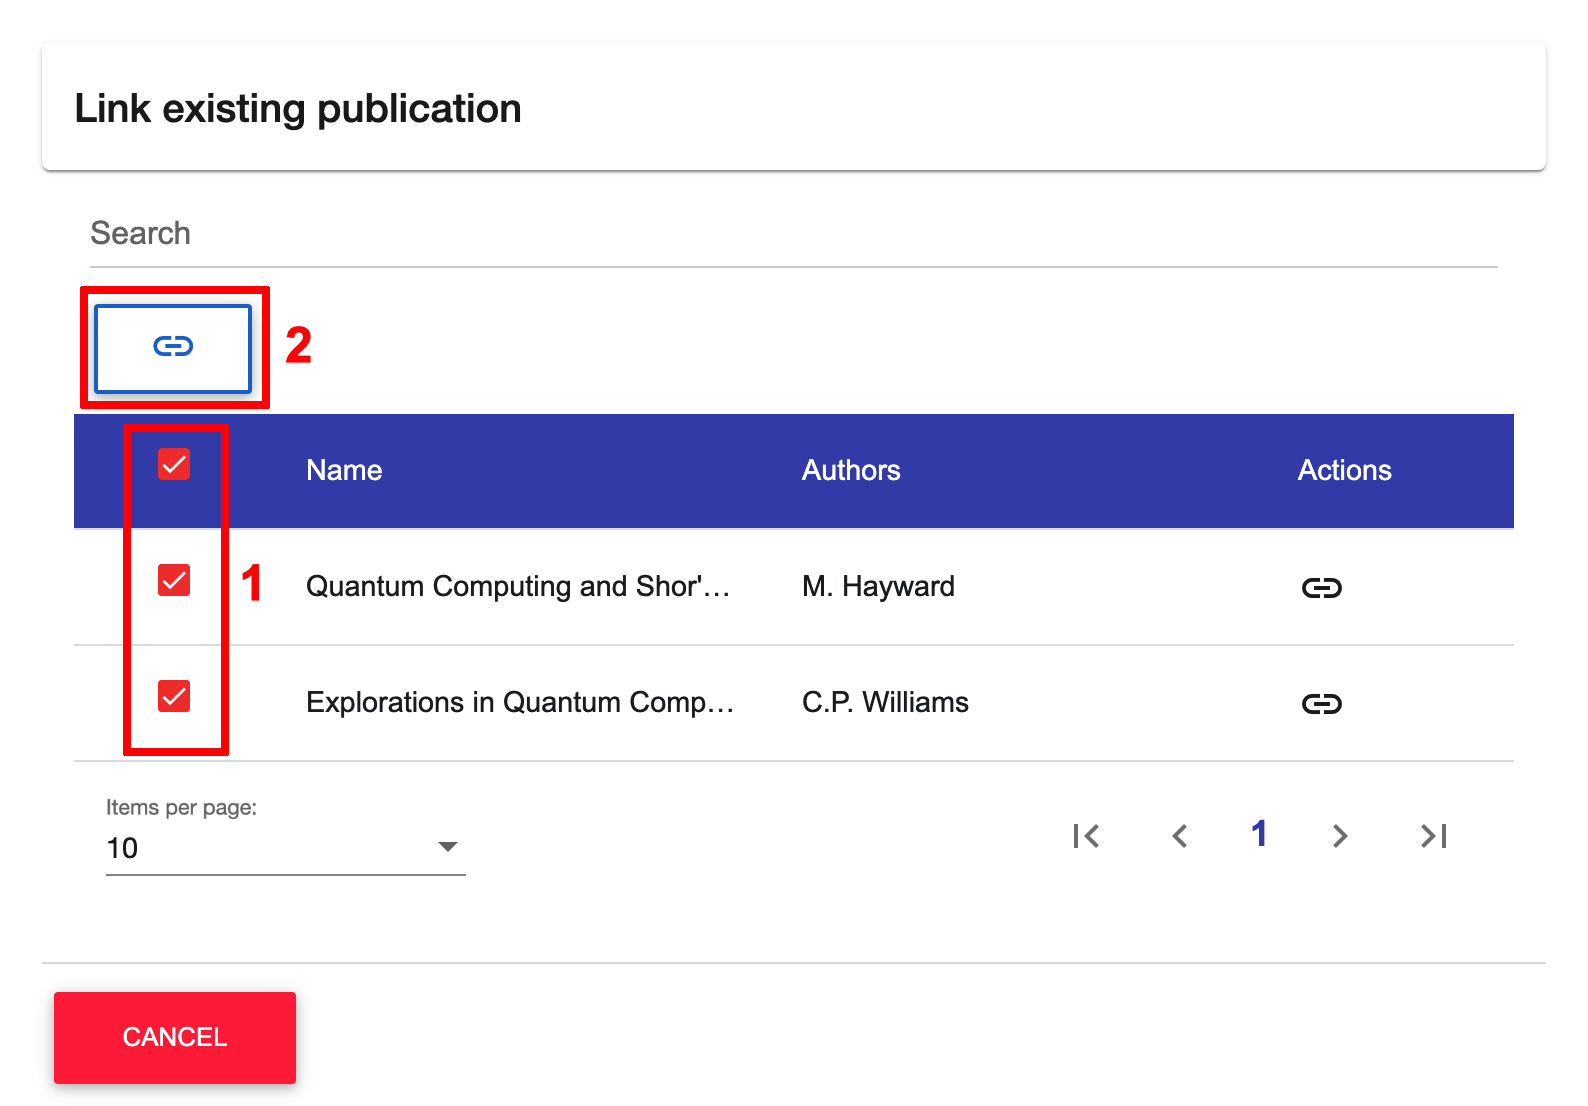 Link existing publication
Search
2
Name Authors Actions
1
Quantum Computing and Shor'... M. Hayward
Explorations in Quantum Comp... C.P. Williams
Items per page:
10
1
CANCEL